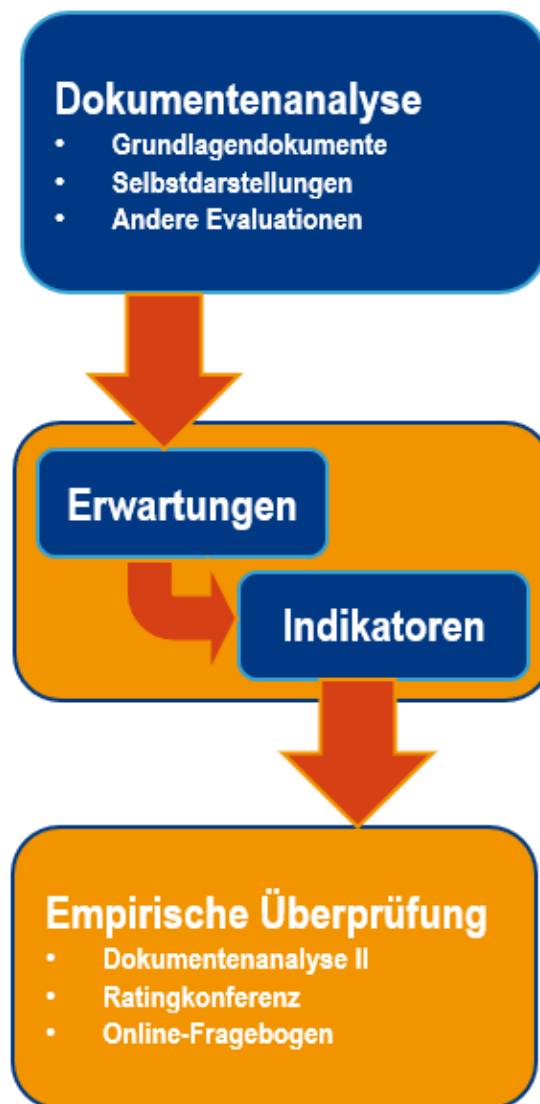 Dokumentenanalyse
• Grundlagendokumente
• Selbstdarstellungen
• Andere Evaluationen
Erwartungen
Indikatoren
Empirische Überprüfung
• Dokumentenanalyse II
• Ratingkonferenz
• Online-Fragebogen